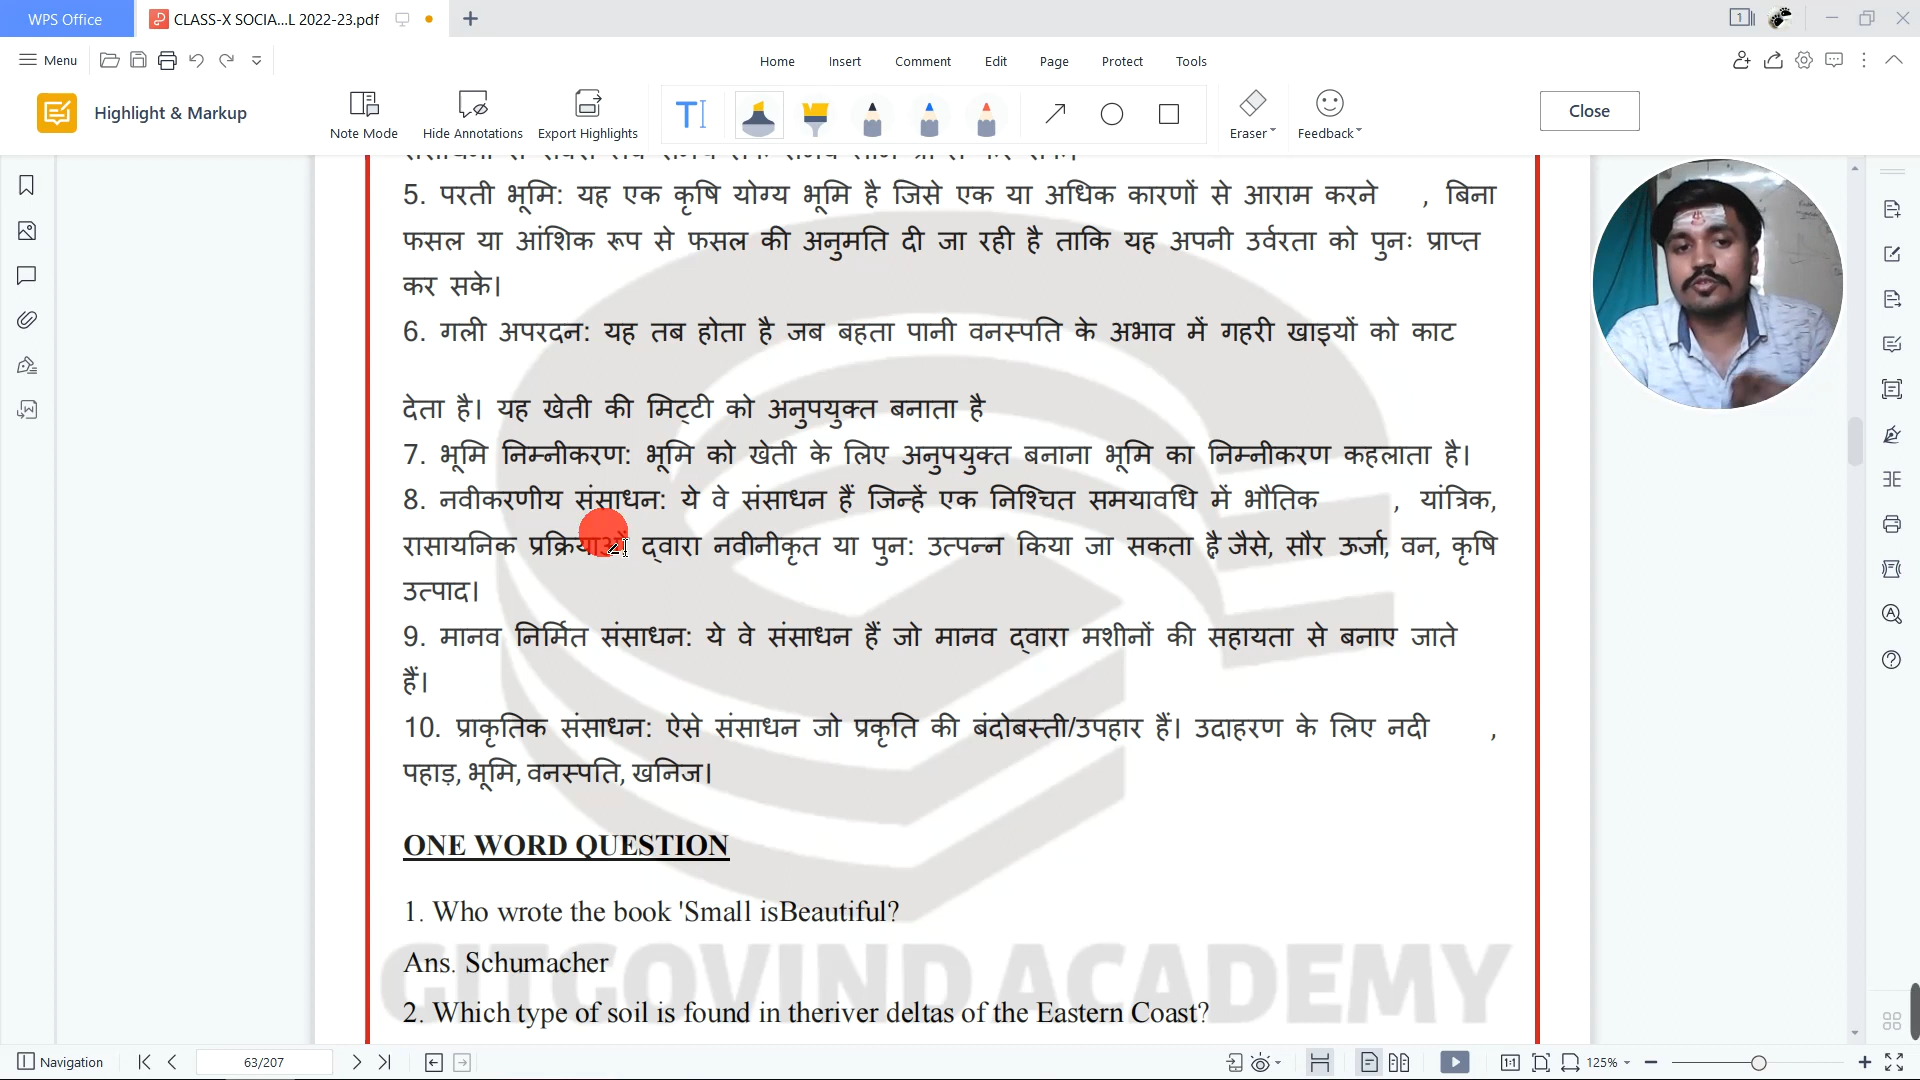 WPS Office
CLASS-X SOCIA...L 2022-23.pdf
1
Menu
Home Insert Comment Edit Page Protect Tools
Highlight & Markup
Note Mode Hide Annotations Export Highlights Eraser Feedback Close
5. परती भूमि: यह एक कृषि योग्य भूमि है जिसे एक या अधिक कारणों से आराम करने , बिना
फसल या आंशिक रूप से फसल की अनुमति दी जा रही है ताकि यह अपनी उर्वरता को पुनः प्राप्त
कर सके।
6. गली अपरदन: यह तब होता है जब बहता पानी वनस्पति के अभाव में गहरी खाइयों को काट
देता है। यह खेती की मिट्टी को अनुपयुक्त बनाता है
7. भूमि निम्नीकरण: भूमि को खेती के लिए अनुपयुक्त बनाना भूमि का निम्नीकरण कहलाता है।
8. नवीकरणीय संसाधन: ये वे संसाधन हैं जिन्हें एक निश्चित समयावधि में भौतिक , यांत्रिक,
रासायनिक प्रक्रियाओं द्वारा नवीनीकृत या पुन: उत्पन्न किया जा सकता है जैसे, सौर ऊर्जा, वन, कृषि
उत्पाद।
9. मानव निर्मित संसाधन: ये वे संसाधन हैं जो मानव द्वारा मशीनों की सहायता से बनाए जाते
हैं।
10. प्राकृतिक संसाधन: ऐसे संसाधन जो प्रकृति की बंदोबस्ती/उपहार हैं। उदाहरण के लिए नदी ,
पहाड़, भूमि, वनस्पति, खनिज।
ONE WORD QUESTION
1. Who wrote the book 'Small isBeautiful?
Ans. Schumacher
GITGOVIND ACADEMY
2. Which type of soil is found in theriver deltas of the Eastern Coast?
Navigation 63/207 1:1 125%